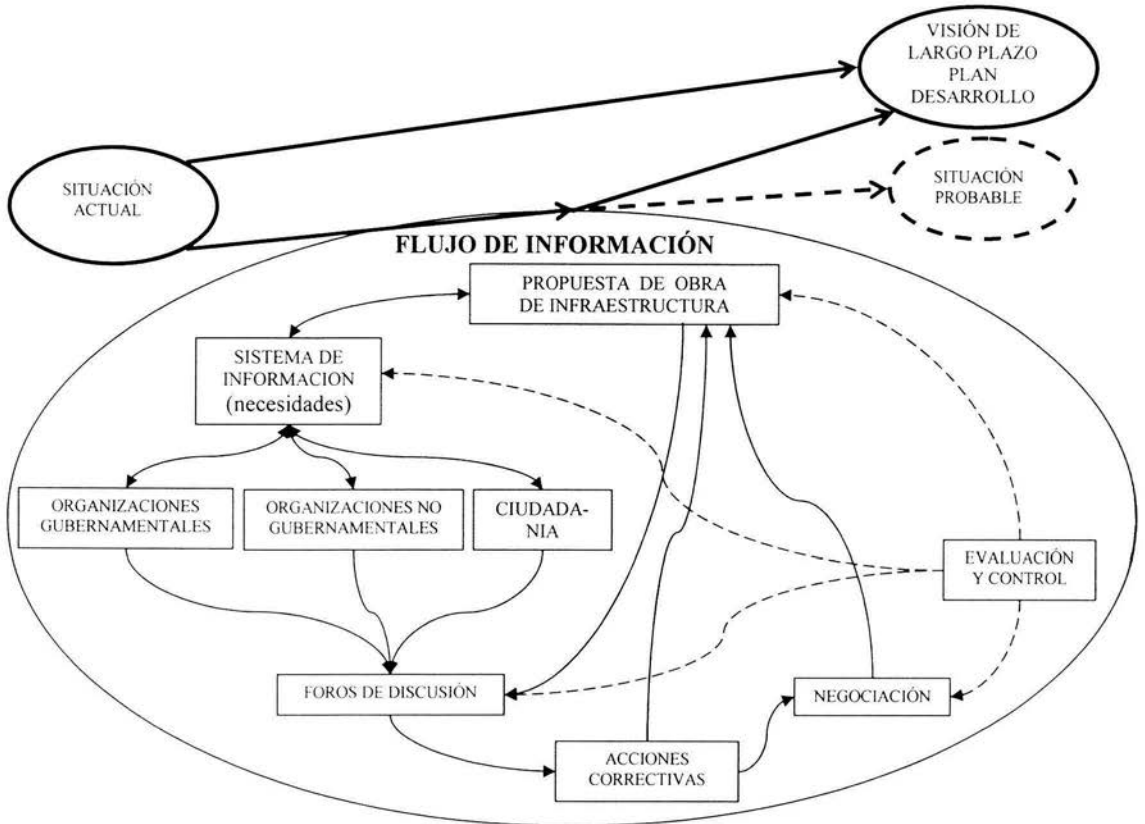 VISIÓN DE
LARGO PLAZO
PLAN
DESARROLLO
SITUACIÓN
ACTUAL
SITUACIÓN
PROBABLE
FLUJO DE INFORMACIÓN
PROPUESTA DE OBRA
DE INFRAESTRUCTURA
SISTEMA DE
INFORMACION
(necesidades)
ORGANIZACIONES
GUBERNAMENTALES
ORGANIZACIONES NO
GUBERNAMENTALES
CIUDADA-
NIA
EVALUACIÓN
Y CONTROL
FOROS DE DISCUSIÓN
NEGOCIACIÓN
ACCIONES
CORRECTIVAS